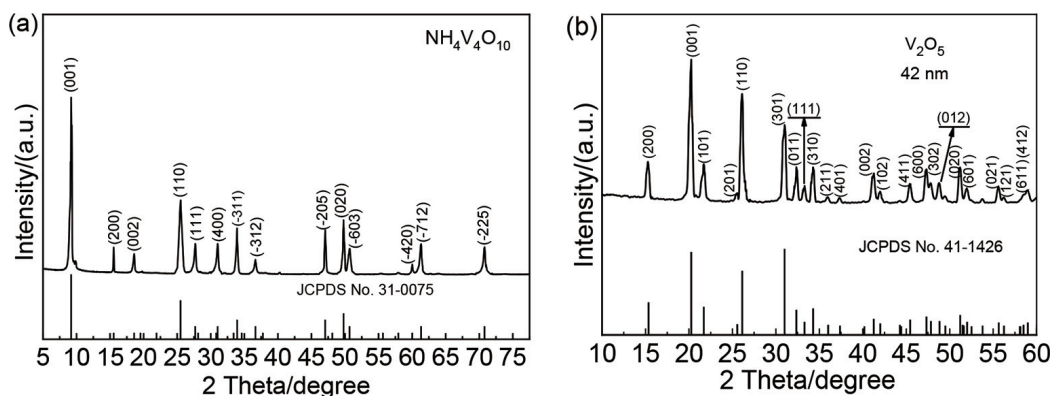 (a)
NH4V4O10
Intensity/(a.u.)
(001)
(200)
(002)
(110)
(111)
(400)
(-311)
(-312)
(-205)
(020)
(-603)
(-420)
(-712)
(-225)
JCPDS No. 31-0075
5 10 15 20 25 30 35 40 45 50 55 60 65 70 75
2 Theta/degree
(b)
V2O5
42 nm
Intensity/(a.u.)
(200)
(001)
(101)
(201)
(110)
(301)
(011)
(111)
(310)
(211)
(401)
(002)
(102)
(411)
(600)
(302)
(012)
(020)
(601)
(021)
(121)
(611)
(412)
JCPDS No. 41-1426
10 15 20 25 30 35 40 45 50 55 60
2 Theta/degree